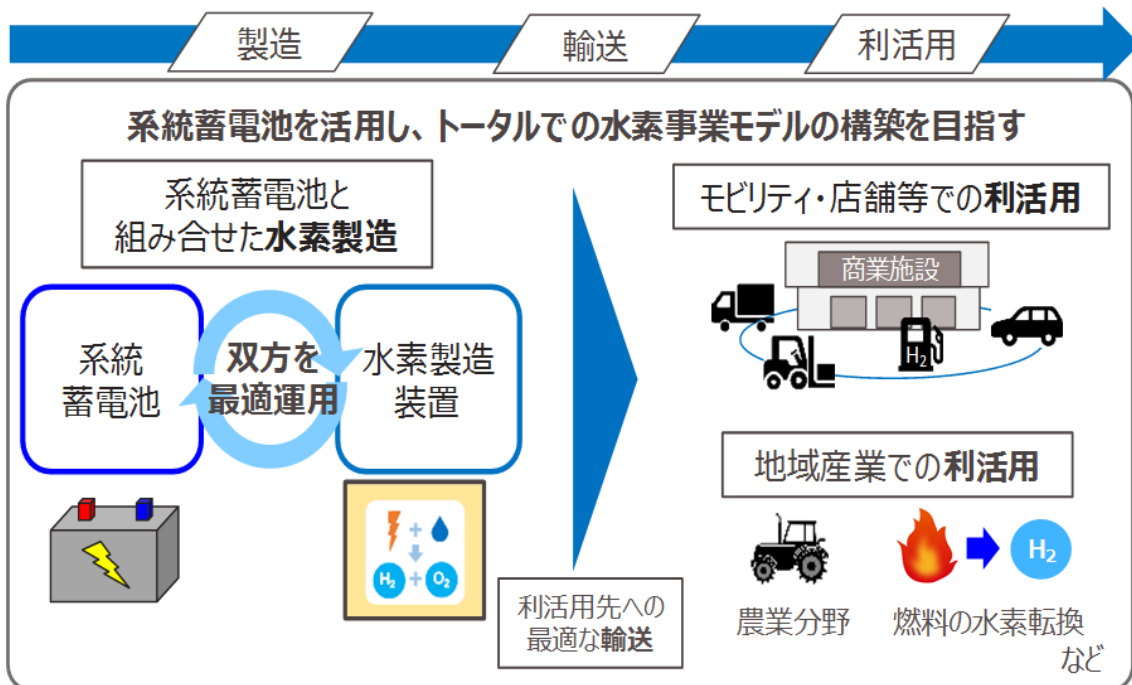 製造
輸送
利活用
系統蓄電池を活用し、トータルでの水素事業モデルの構築を目指す
系統蓄電池と
組み合せた水素製造
系統
蓄電池
双方を
最適運用
水素製造
装置
H₂ + O₂
利活用先への
最適な輸送
モビリティ・店舗等での利活用
商業施設
H₂
地域産業での利活用
H₂
農業分野
燃料の水素転換
など